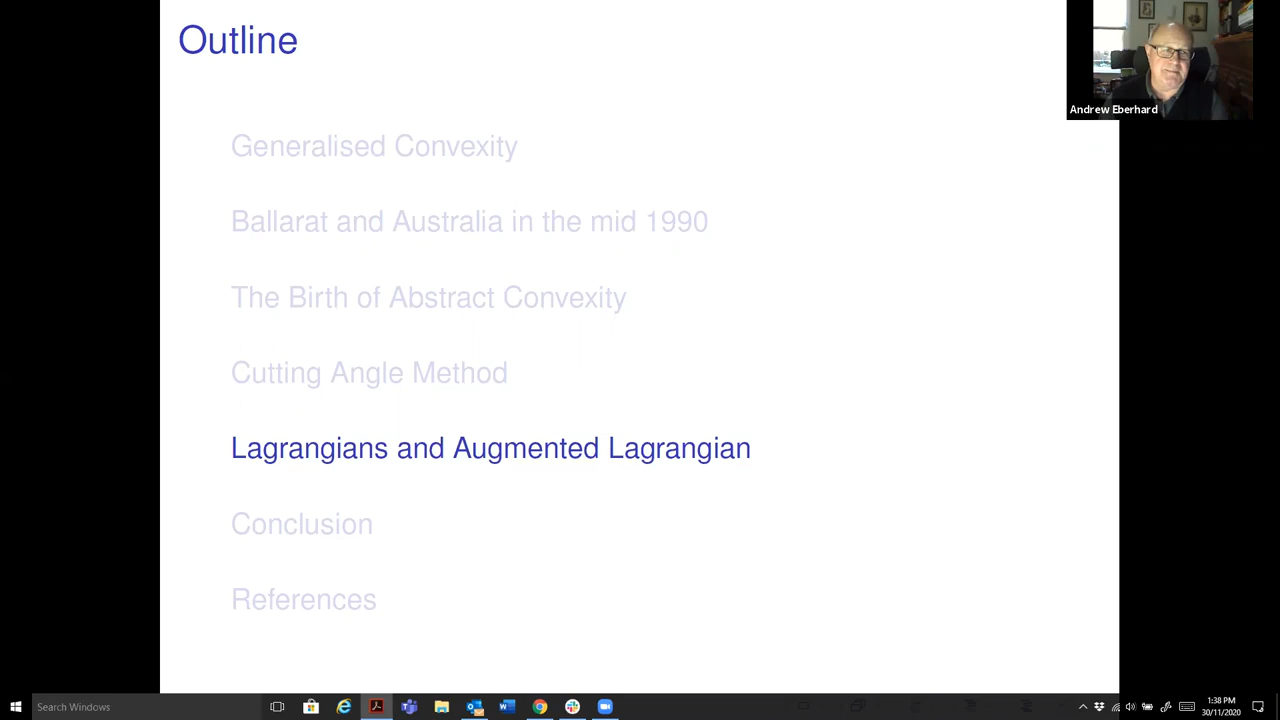 Outline
Andrew Eberhard
Generalised Convexity
Ballarat and Australia in the mid 1990
The Birth of Abstract Convexity
Cutting Angle Method
Lagrangians and Augmented Lagrangian
Conclusion
References
Search Windows
1:38 PM
30/11/2020